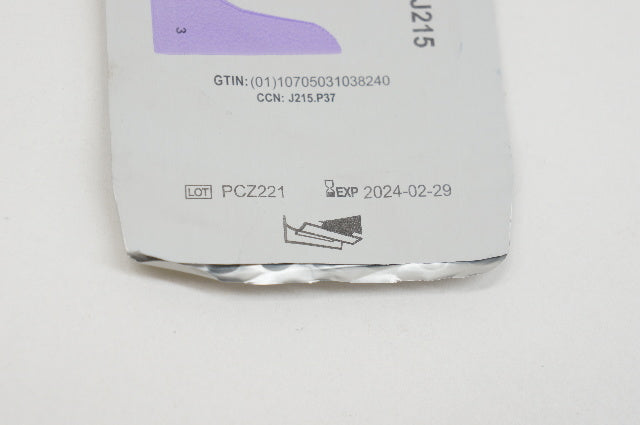 3
J215
GTIN: (01)10705031038240
CCN: J215.P37
LOT PCZ221 EXP 2024-02-29